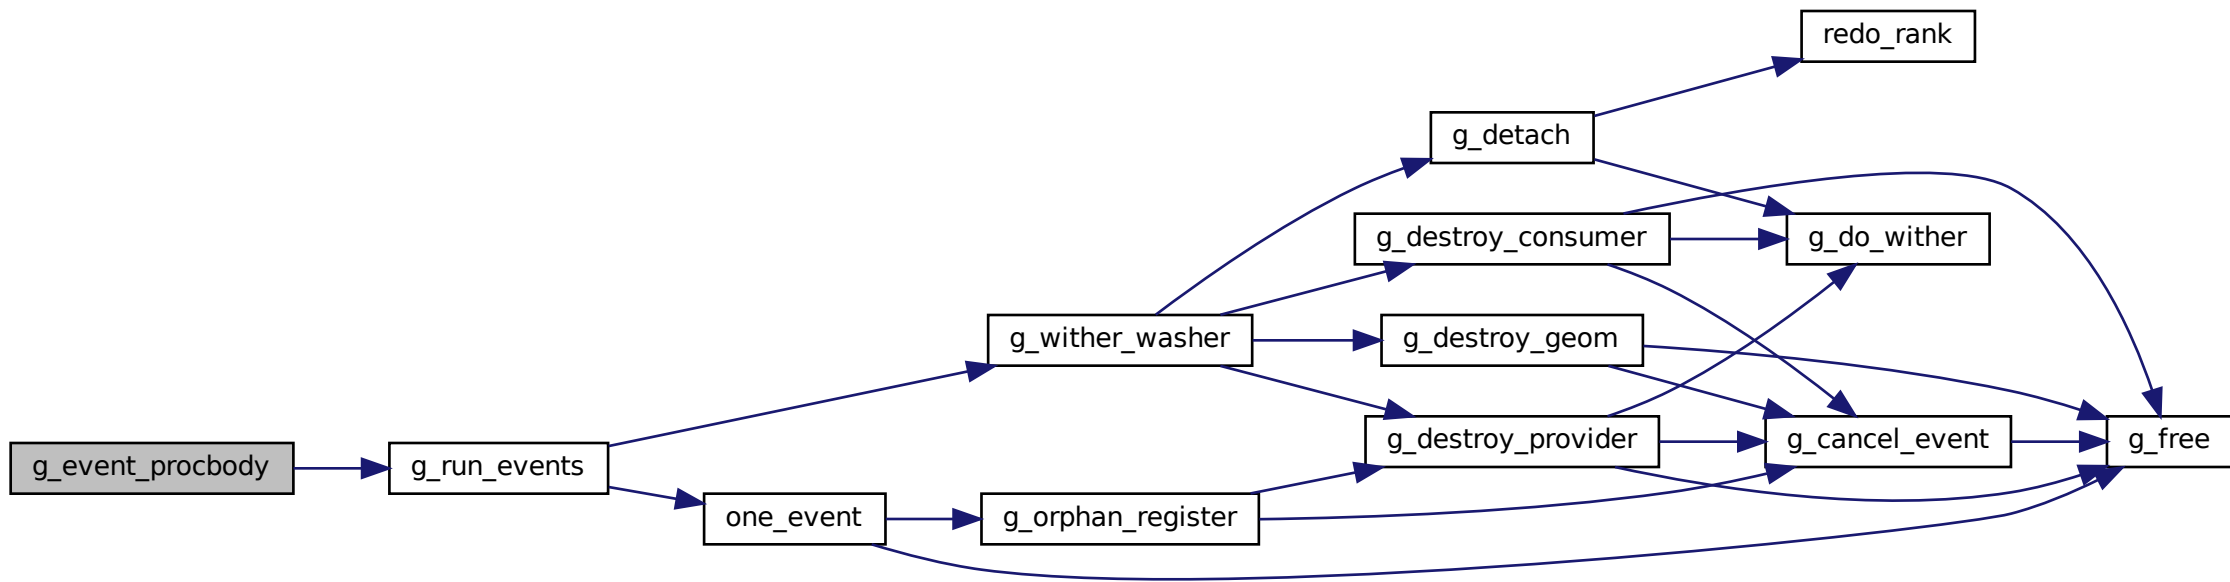 redo_rank
g_detach
g_destroy_consumer
g_do_wither
g_wither_washer
g_destroy_geom
g_event_procbody
g_run_events
g_destroy_provider
g_cancel_event
g_free
one_event
g_orphan_register